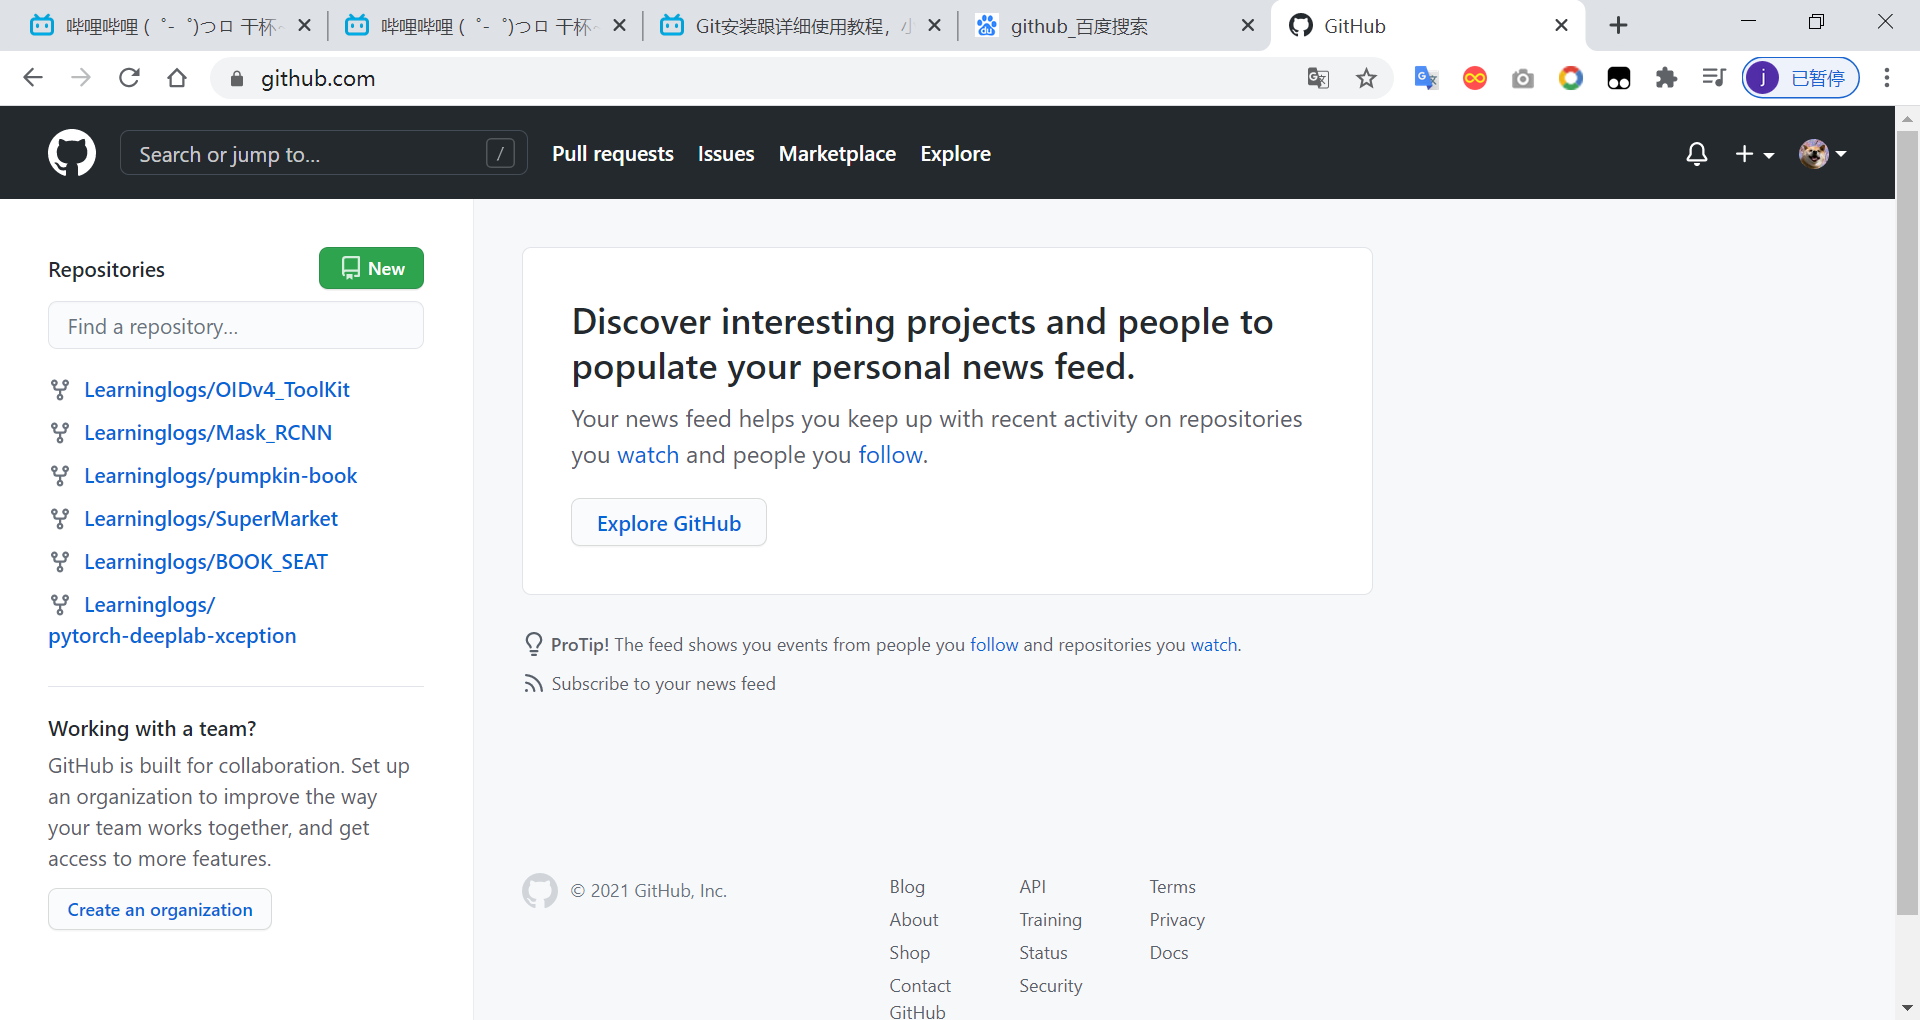 哔哩哔哩 (゜-゜)つロ 干杯~
哔哩哔哩 (゜-゜)つロ 干杯~
Git安装跟详细使用教程，小
github_百度搜索
GitHub
github.com
j 已暂停
Search or jump to… /
Pull requests
Issues
Marketplace
Explore
Repositories
New
Find a repository…
Learninglogs/OIDv4_ToolKit
Learninglogs/Mask_RCNN
Learninglogs/pumpkin-book
Learninglogs/SuperMarket
Learninglogs/BOOK_SEAT
Learninglogs/
pytorch-deeplab-xception
Working with a team?
GitHub is built for collaboration. Set up
an organization to improve the way
your team works together, and get
access to more features.
Create an organization
Discover interesting projects and people to
populate your personal news feed.
Your news feed helps you keep up with recent activity on repositories
you watch and people you follow.
Explore GitHub
ProTip! The feed shows you events from people you follow and repositories you watch.
Subscribe to your news feed
© 2021 GitHub, Inc.
Blog
About
Shop
Contact
GitHub
API
Training
Status
Security
Terms
Privacy
Docs